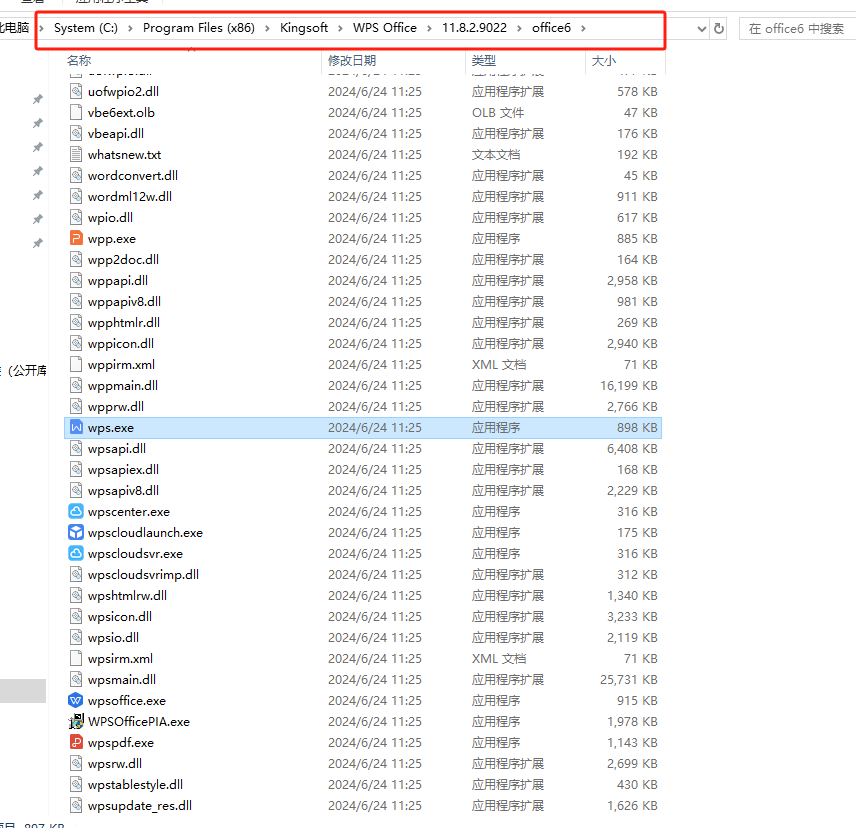 应用程序工具
此电脑 › System (C:) › Program Files (x86) › Kingsoft › WPS Office › 11.8.2.9022 › office6 › 在 office6 中搜索
名称 修改日期 类型 大小
uofwpio2.dll 2024/6/24 11:25 应用程序扩展 578 KB
vbe6ext.olb 2024/6/24 11:25 OLB 文件 47 KB
vbeapi.dll 2024/6/24 11:25 应用程序扩展 176 KB
whatsnew.txt 2024/6/24 11:25 文本文档 192 KB
wordconvert.dll 2024/6/24 11:25 应用程序扩展 45 KB
wordml12w.dll 2024/6/24 11:25 应用程序扩展 911 KB
wpio.dll 2024/6/24 11:25 应用程序扩展 617 KB
wpp.exe 2024/6/24 11:25 应用程序 885 KB
wpp2doc.dll 2024/6/24 11:25 应用程序扩展 164 KB
wppapi.dll 2024/6/24 11:25 应用程序扩展 2,958 KB
wppapiv8.dll 2024/6/24 11:25 应用程序扩展 981 KB
wpphtmlr.dll 2024/6/24 11:25 应用程序扩展 269 KB
wppicon.dll 2024/6/24 11:25 应用程序扩展 2,940 KB
wppirm.xml 2024/6/24 11:25 XML 文档 71 KB
（公开库
wppmain.dll 2024/6/24 11:25 应用程序扩展 16,199 KB
wpprw.dll 2024/6/24 11:25 应用程序扩展 2,766 KB
wps.exe 2024/6/24 11:25 应用程序 898 KB
wpsapi.dll 2024/6/24 11:25 应用程序扩展 6,408 KB
wpsapiex.dll 2024/6/24 11:25 应用程序扩展 168 KB
wpsapiv8.dll 2024/6/24 11:25 应用程序扩展 2,229 KB
wpscenter.exe 2024/6/24 11:25 应用程序 316 KB
wpscloudlaunch.exe 2024/6/24 11:25 应用程序 175 KB
wpscloudsvr.exe 2024/6/24 11:25 应用程序 316 KB
wpscloudsvrimp.dll 2024/6/24 11:25 应用程序扩展 312 KB
wpshtmlrw.dll 2024/6/24 11:25 应用程序扩展 1,340 KB
wpsicon.dll 2024/6/24 11:25 应用程序扩展 3,233 KB
wpsio.dll 2024/6/24 11:25 应用程序扩展 2,119 KB
wpsirm.xml 2024/6/24 11:25 XML 文档 71 KB
wpsmain.dll 2024/6/24 11:25 应用程序扩展 25,731 KB
wpsoffice.exe 2024/6/24 11:25 应用程序 915 KB
WPSOfficePIA.exe 2024/6/24 11:25 应用程序 1,978 KB
wpspdf.exe 2024/6/24 11:25 应用程序 1,143 KB
wpsrw.dll 2024/6/24 11:25 应用程序扩展 2,699 KB
wpstablestyle.dll 2024/6/24 11:25 应用程序扩展 430 KB
wpsupdate_res.dll 2024/6/24 11:25 应用程序扩展 1,626 KB
897 KB